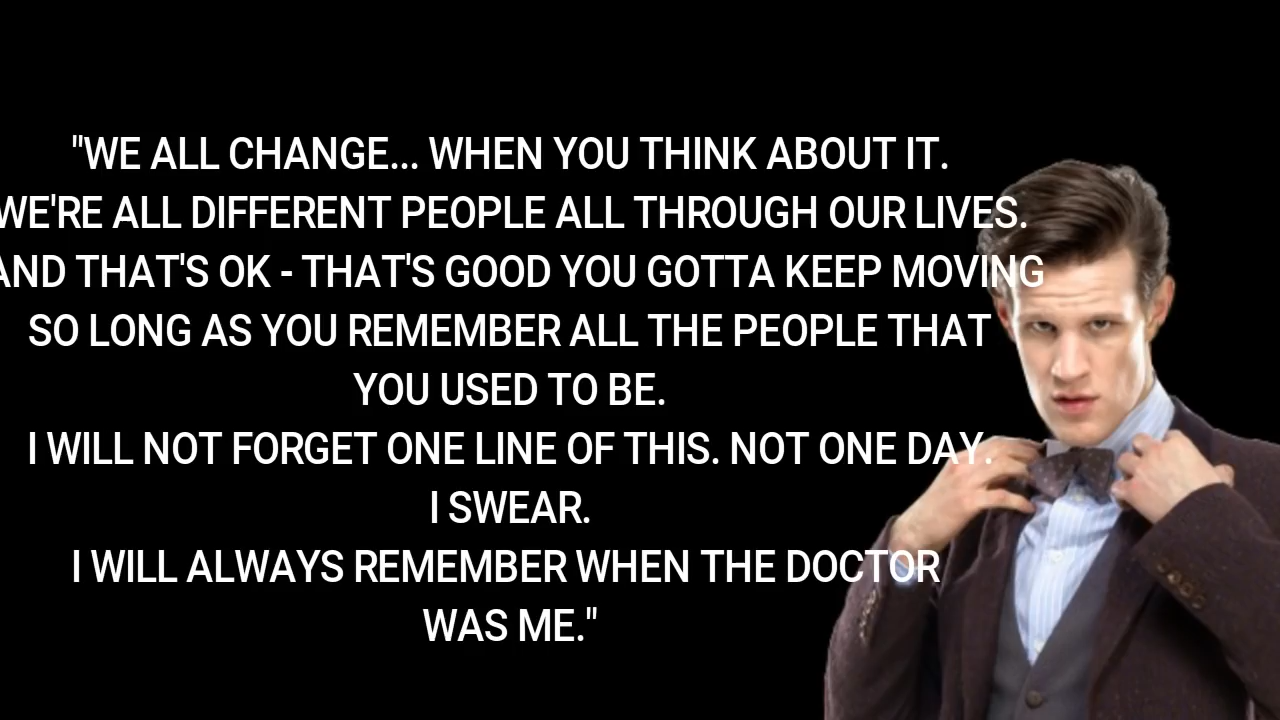 "WE ALL CHANGE... WHEN YOU THINK ABOUT IT.
WE'RE ALL DIFFERENT PEOPLE ALL THROUGH OUR LIVES.
AND THAT'S OK - THAT'S GOOD YOU GOTTA KEEP MOVING
SO LONG AS YOU REMEMBER ALL THE PEOPLE THAT
YOU USED TO BE.
I WILL NOT FORGET ONE LINE OF THIS. NOT ONE DAY.
I SWEAR.
I WILL ALWAYS REMEMBER WHEN THE DOCTOR
WAS ME."